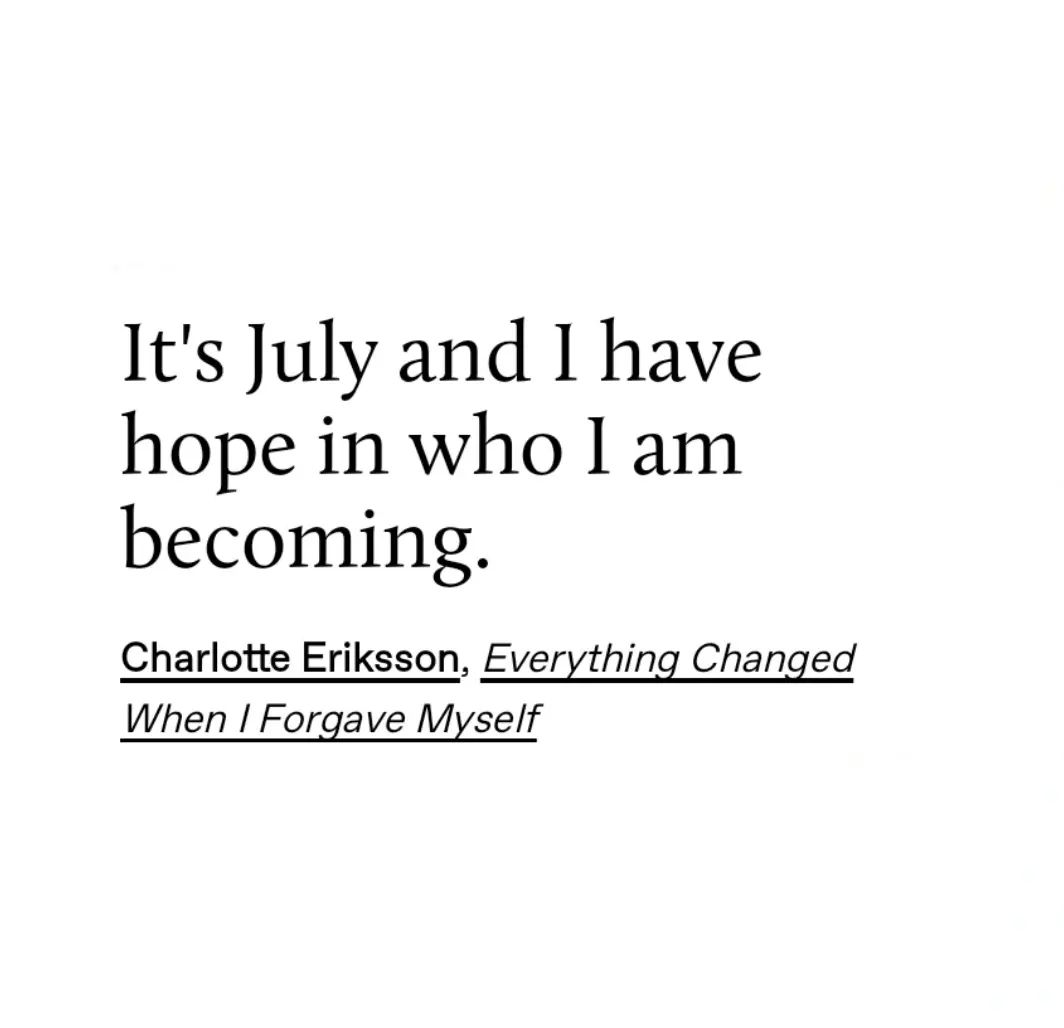 It's July and I have
hope in who I am
becoming.
Charlotte Eriksson, Everything Changed
When I Forgave Myself